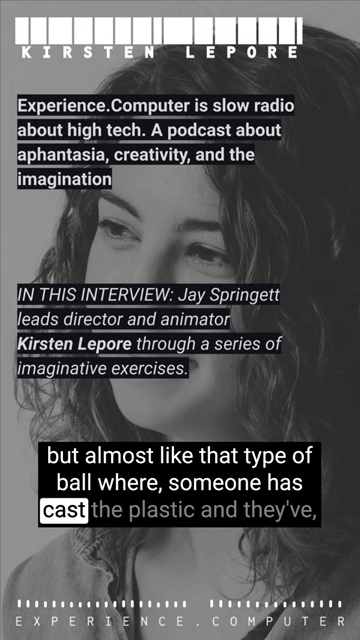 KIRSTEN LEPORE
Experience.Computer is slow radio
about high tech. A podcast about
aphantasia, creativity, and the
imagination
IN THIS INTERVIEW: Jay Springett
leads director and animator
Kirsten Lepore through a series of
imaginative exercises.
but almost like that type of
ball where, someone has
cast the plastic and they've,
EXPERIENCE.COMPUTER